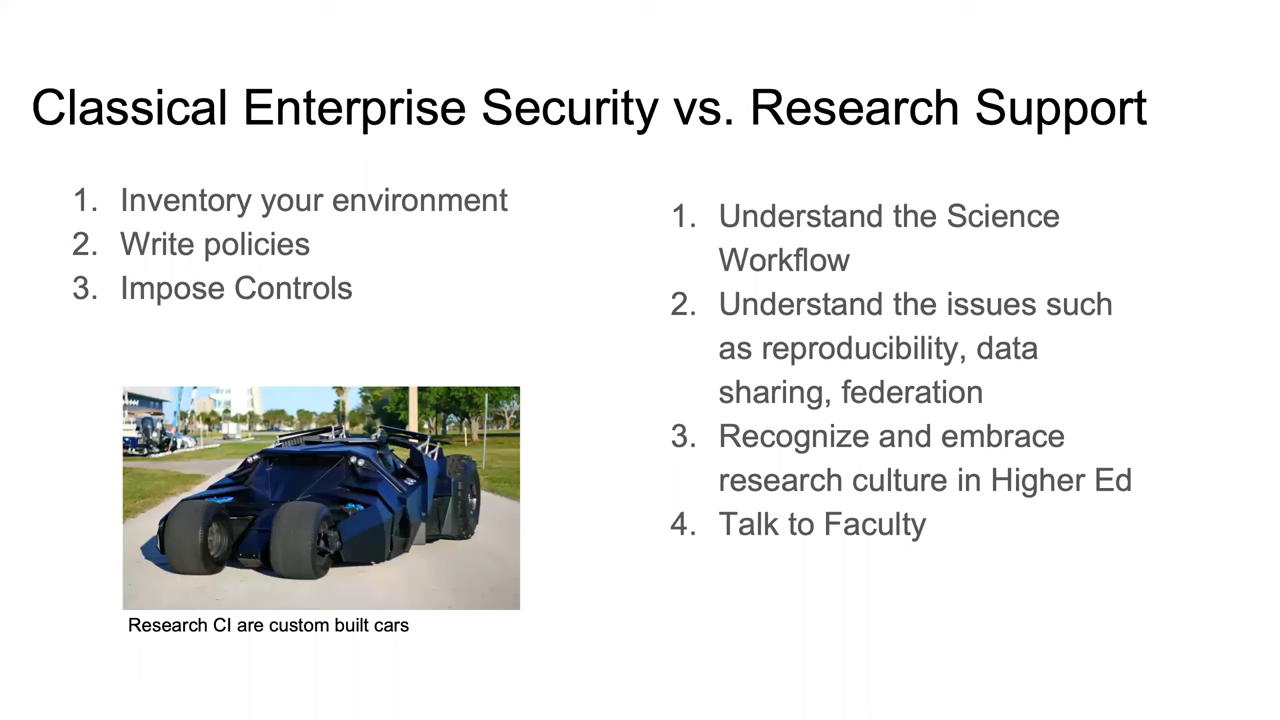 Classical Enterprise Security vs. Research Support
1. Inventory your environment
2. Write policies
3. Impose Controls
Research CI are custom built cars
1. Understand the Science
Workflow
2. Understand the issues such
as reproducibility, data
sharing, federation
3. Recognize and embrace
research culture in Higher Ed
4. Talk to Faculty